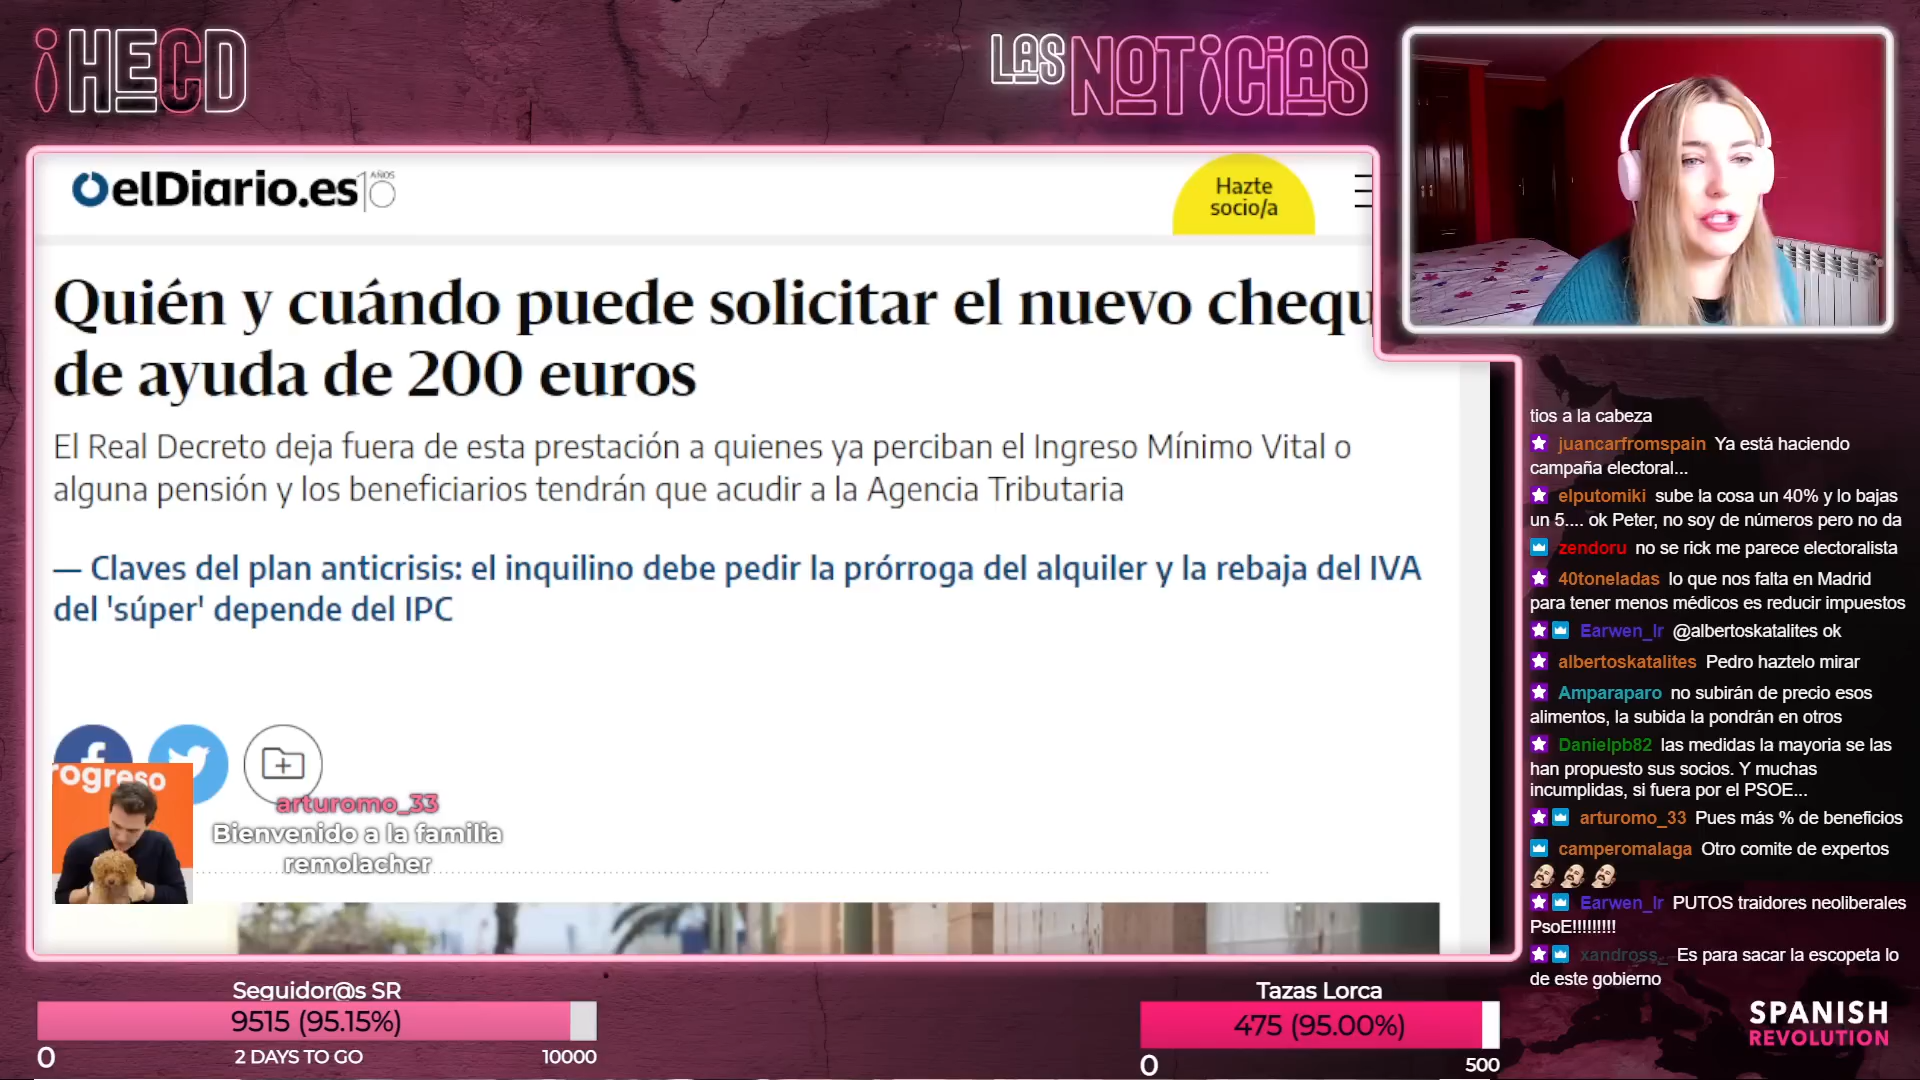 ¡HECD
LAS NOTICIAS
elDiario.es 10 AÑOS
Hazte
socio/a
Quién y cuándo puede solicitar el nuevo chequ
de ayuda de 200 euros
El Real Decreto deja fuera de esta prestación a quienes ya perciban el Ingreso Mínimo Vital o
alguna pensión y los beneficiarios tendrán que acudir a la Agencia Tributaria
— Claves del plan anticrisis: el inquilino debe pedir la prórroga del alquiler y la rebaja del IVA
del 'súper' depende del IPC
rogreso
arturomo_33
Bienvenido a la familia
remolacher
tios a la cabeza
juancarfromspain Ya está haciendo
campaña electoral...
elputomiki sube la cosa un 40% y lo bajas
un 5.... ok Peter, no soy de números pero no da
zendoru no se rick me parece electoralista
40toneladas lo que nos falta en Madrid
para tener menos médicos es reducir impuestos
Earwen_Ir @albertoskatalites ok
albertoskatalites Pedro haztelo mirar
Amparaparo no subirán de precio esos
alimentos, la subida la pondrán en otros
Danielpb82 las medidas la mayoria se las
han propuesto sus socios. Y muchas
incumplidas, si fuera por el PSOE...
arturomo_33 Pues más % de beneficios
camperomalaga Otro comite de expertos
Earwen_Ir PUTOS traidores neoliberales
PsoE!!!!!!!!!
xandross_ Es para sacar la escopeta lo
de este gobierno
Seguidor@s SR
9515 (95.15%)
0 2 DAYS TO GO 10000
Tazas Lorca
475 (95.00%)
0 500
SPANISH
REVOLUTION